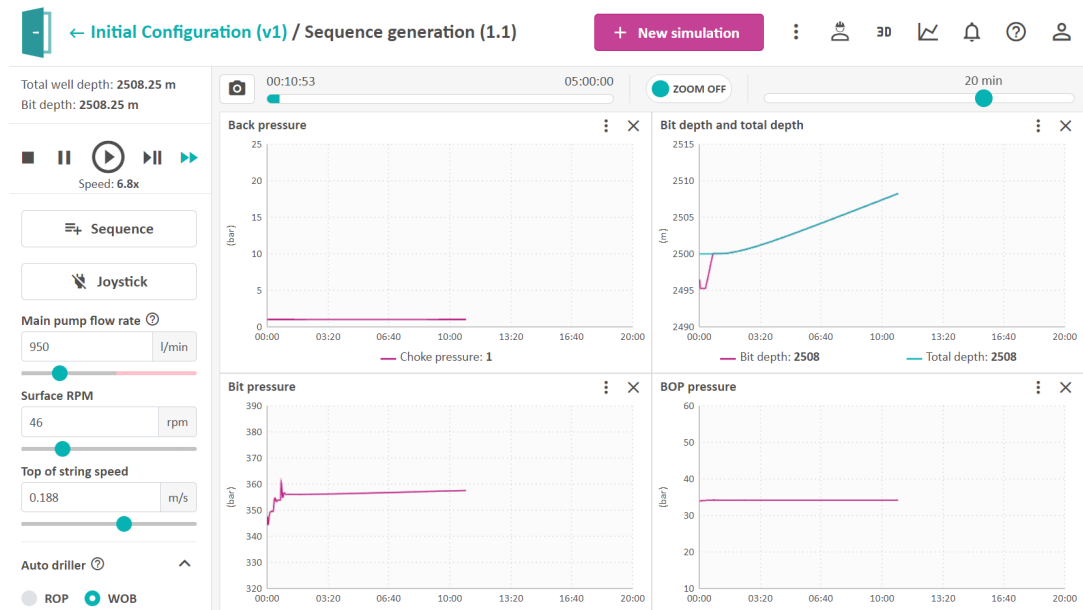 ← Initial Configuration (v1) / Sequence generation (1.1)
+ New simulation
3D
Total well depth: 2508.25 m
Bit depth: 2508.25 m
00:10:53
05:00:00
ZOOM OFF
20 min
Speed: 6.8x
Sequence
Joystick
Main pump flow rate
950 l/min
Surface RPM
46 rpm
Top of string speed
0.188 m/s
Auto driller
ROP
WOB
Back pressure
25
20
15
10
5
0
(bar)
00:00 03:20 06:40 10:00 13:20 16:40 20:00
Choke pressure: 1
Bit depth and total depth
2515
2510
2505
2500
2495
2490
(m)
00:00 03:20 06:40 10:00 13:20 16:40 20:00
Bit depth: 2508 Total depth: 2508
Bit pressure
390
380
370
360
350
340
330
320
(bar)
00:00 03:20 06:40 10:00 13:20 16:40 20:00
BOP pressure
60
50
40
30
20
10
(bar)
00:00 03:20 06:40 10:00 13:20 16:40 20:00